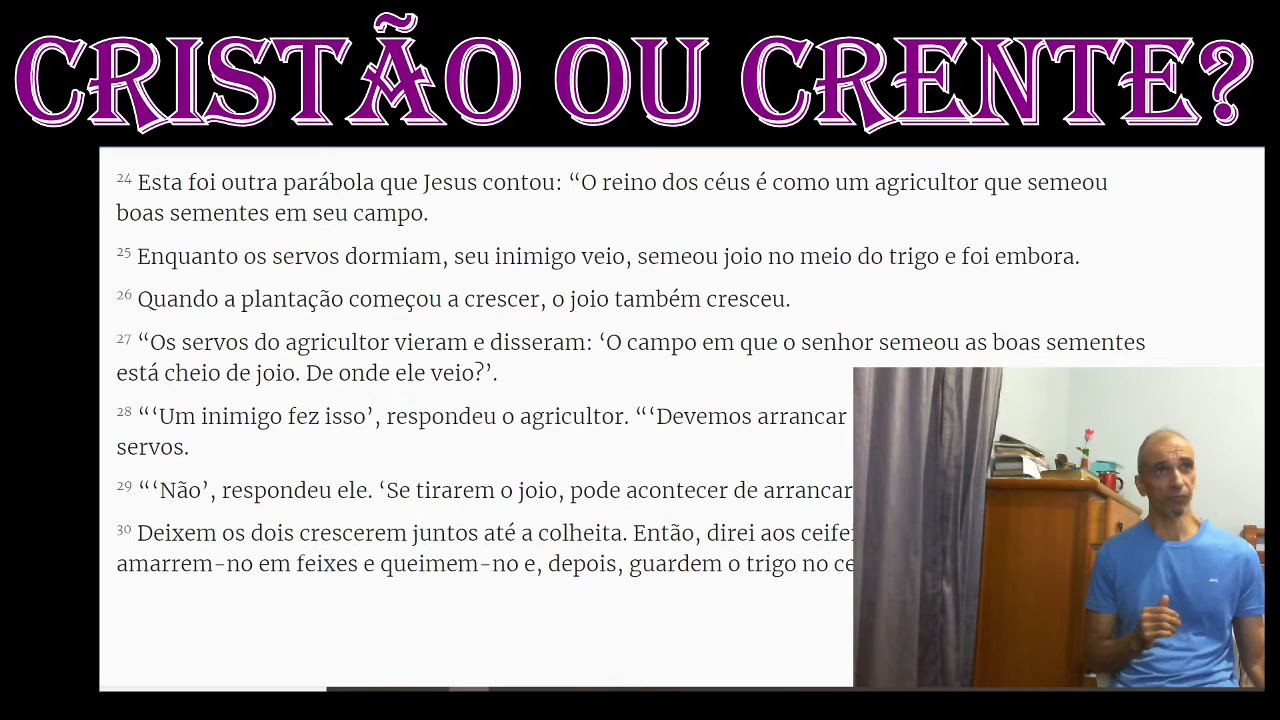 CRISTÃO OU CRENTE?
24 Esta foi outra parábola que Jesus contou: “O reino dos céus é como um agricultor que semeou
boas sementes em seu campo.
25 Enquanto os servos dormiam, seu inimigo veio, semeou joio no meio do trigo e foi embora.
26 Quando a plantação começou a crescer, o joio também cresceu.
27 “Os servos do agricultor vieram e disseram: ‘O campo em que o senhor semeou as boas sementes
está cheio de joio. De onde ele veio?’.
28 “‘Um inimigo fez isso’, respondeu o agricultor. “‘Devemos arrancar
servos.
29 “‘Não’, respondeu ele. ‘Se tirarem o joio, pode acontecer de arrancar
30 Deixem os dois crescerem juntos até a colheita. Então, direi aos
amarrem-no em feixes e queimem-no e, depois, guardem o trigo no